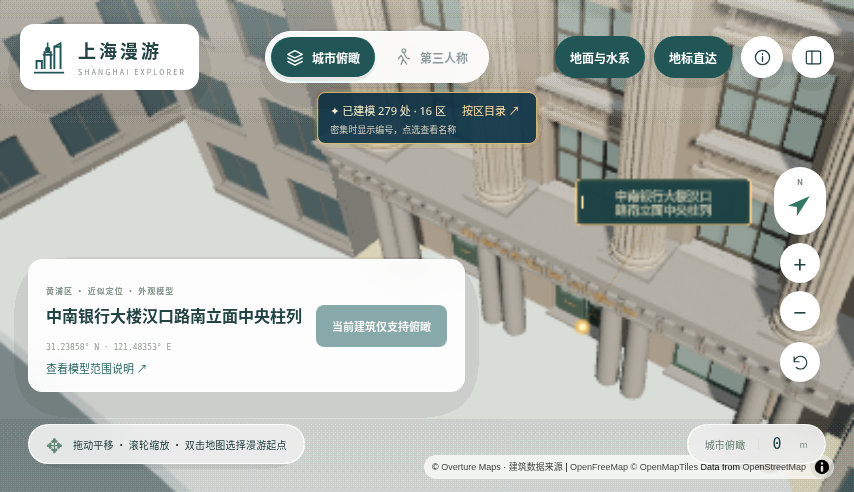 上海漫游
SHANGHAI EXPLORER
城市俯瞰
第三人称
地面与水系
地标直达
✦ 已建模 279 处 · 16 区 按区目录 ↗
密集时显示编号，点选查看名称
中南银行大楼汉口
路南立面中央柱列
N
黄浦区 · 近似定位 · 外观模型
中南银行大楼汉口路南立面中央柱列
当前建筑仅支持俯瞰
31.23858° N · 121.48353° E
查看模型范围说明 ↗
拖动平移 · 滚轮缩放 · 双击地图选择漫游起点
城市俯瞰 0 m
© Overture Maps · 建筑数据来源 | OpenFreeMap © OpenMapTiles Data from OpenStreetMap